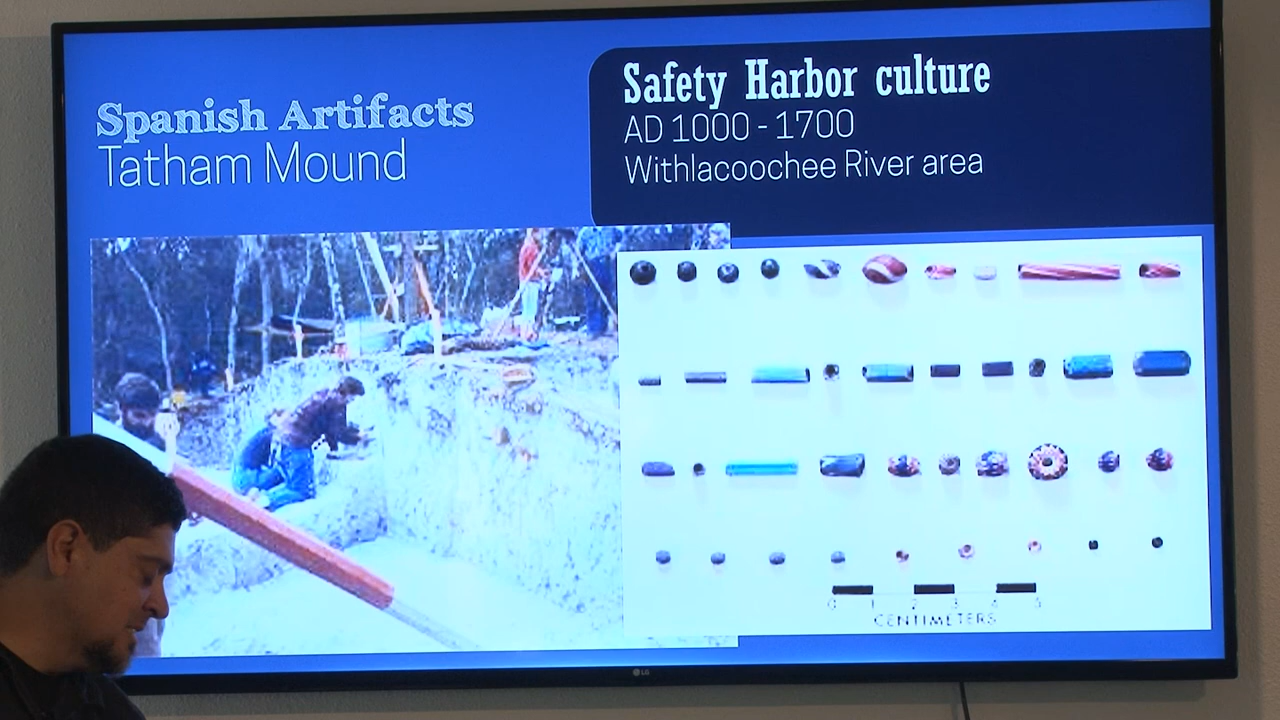 Spanish Artifacts
Tatham Mound
Safety Harbor culture
AD 1000 - 1700
Withlacoochee River area
0 1 2 3 4 5
CENTIMETERS
LG